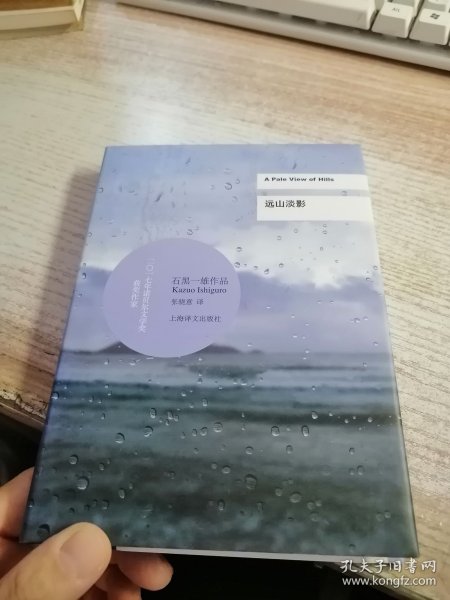 A Pale View of Hills
远山淡影
石黑一雄作品
Kazuo Ishiguro
张晓意 译
上海译文出版社
二〇一七年诺贝尔文学奖
获奖作家
孔夫子旧书网
www.kongfz.com